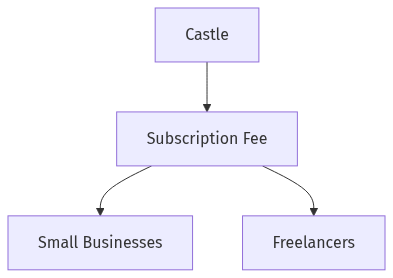 Castle
Subscription Fee
Small Businesses
Freelancers